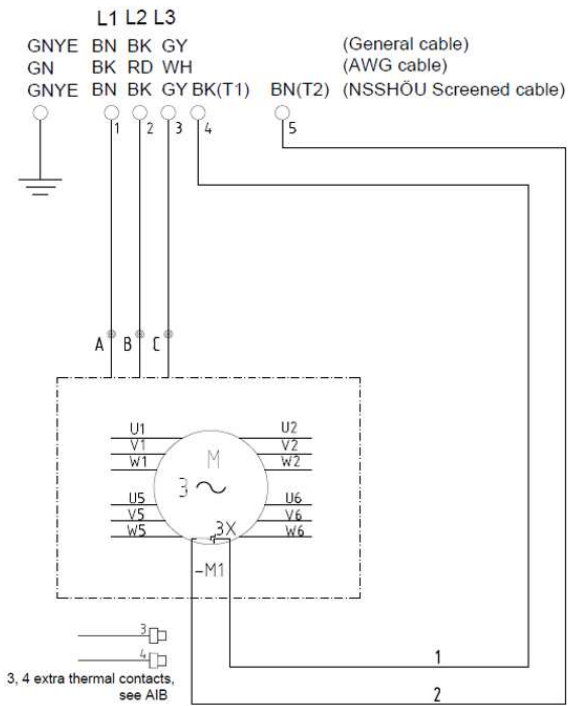 L1 L2 L3
GNYE BN BK GY (General cable)
GN BK RD WH (AWG cable)
GNYE BN BK GY BK(T1) BN(T2) (NSSHÖU Screened cable)
1 2 3 4 5
A B C
U1 U2
V1 M V2
W1 W2
3 ~
U5 U6
V5 V6
W5 3X W6
-M1
3
4 1
3, 4 extra thermal contacts,
see AIB 2